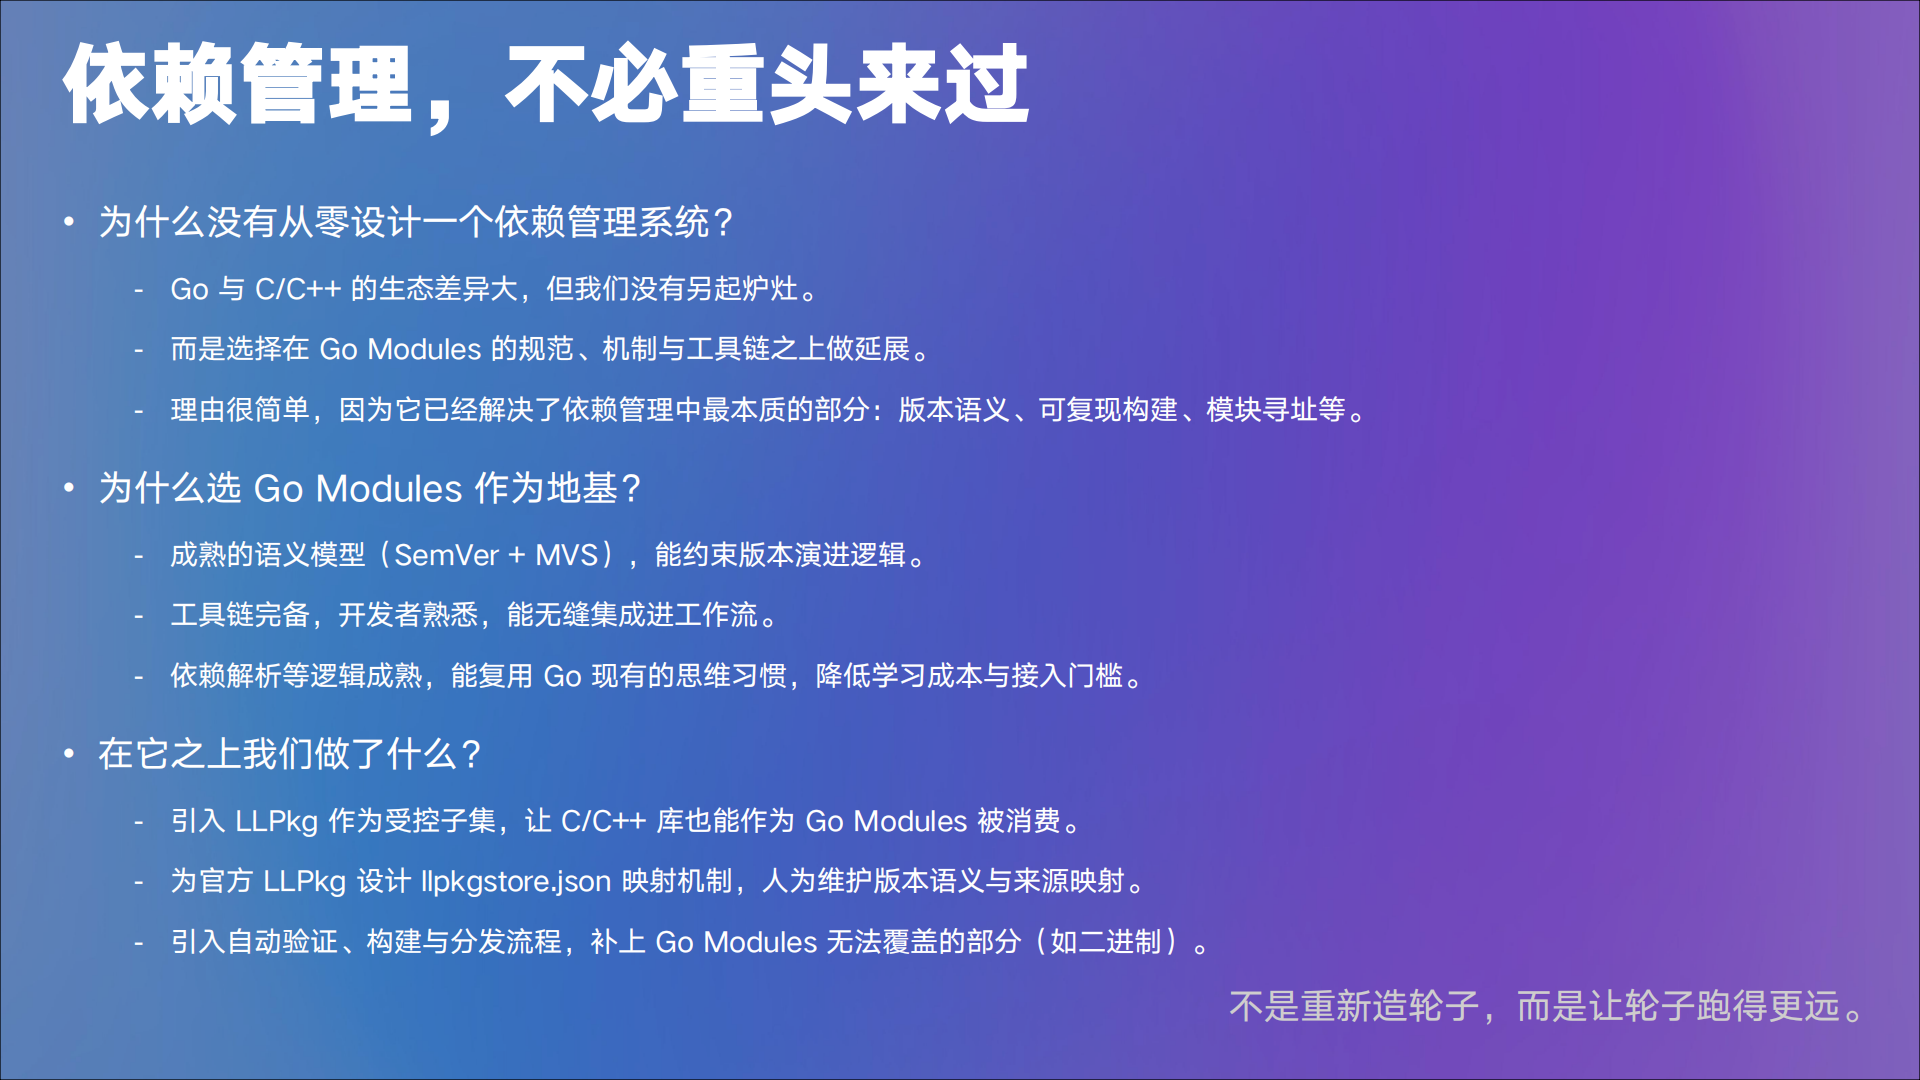 依赖管理，不必重头来过
• 为什么没有从零设计一个依赖管理系统？
- Go 与 C/C++ 的生态差异大，但我们没有另起炉灶。
- 而是选择在 Go Modules 的规范、机制与工具链之上做延展。
- 理由很简单，因为它已经解决了依赖管理中最本质的部分：版本语义、可复现构建、模块寻址等。
• 为什么选 Go Modules 作为地基？
- 成熟的语义模型（SemVer + MVS），能约束版本演进逻辑。
- 工具链完备，开发者熟悉，能无缝集成进工作流。
- 依赖解析等逻辑成熟，能复用 Go 现有的思维习惯，降低学习成本与接入门槛。
• 在它之上我们做了什么？
- 引入 LLPkg 作为受控子集，让 C/C++ 库也能作为 Go Modules 被消费。
- 为官方 LLPkg 设计 llpkgstore.json 映射机制，人为维护版本语义与来源映射。
- 引入自动验证、构建与分发流程，补上 Go Modules 无法覆盖的部分（如二进制）。
不是重新造轮子，而是让轮子跑得更远。